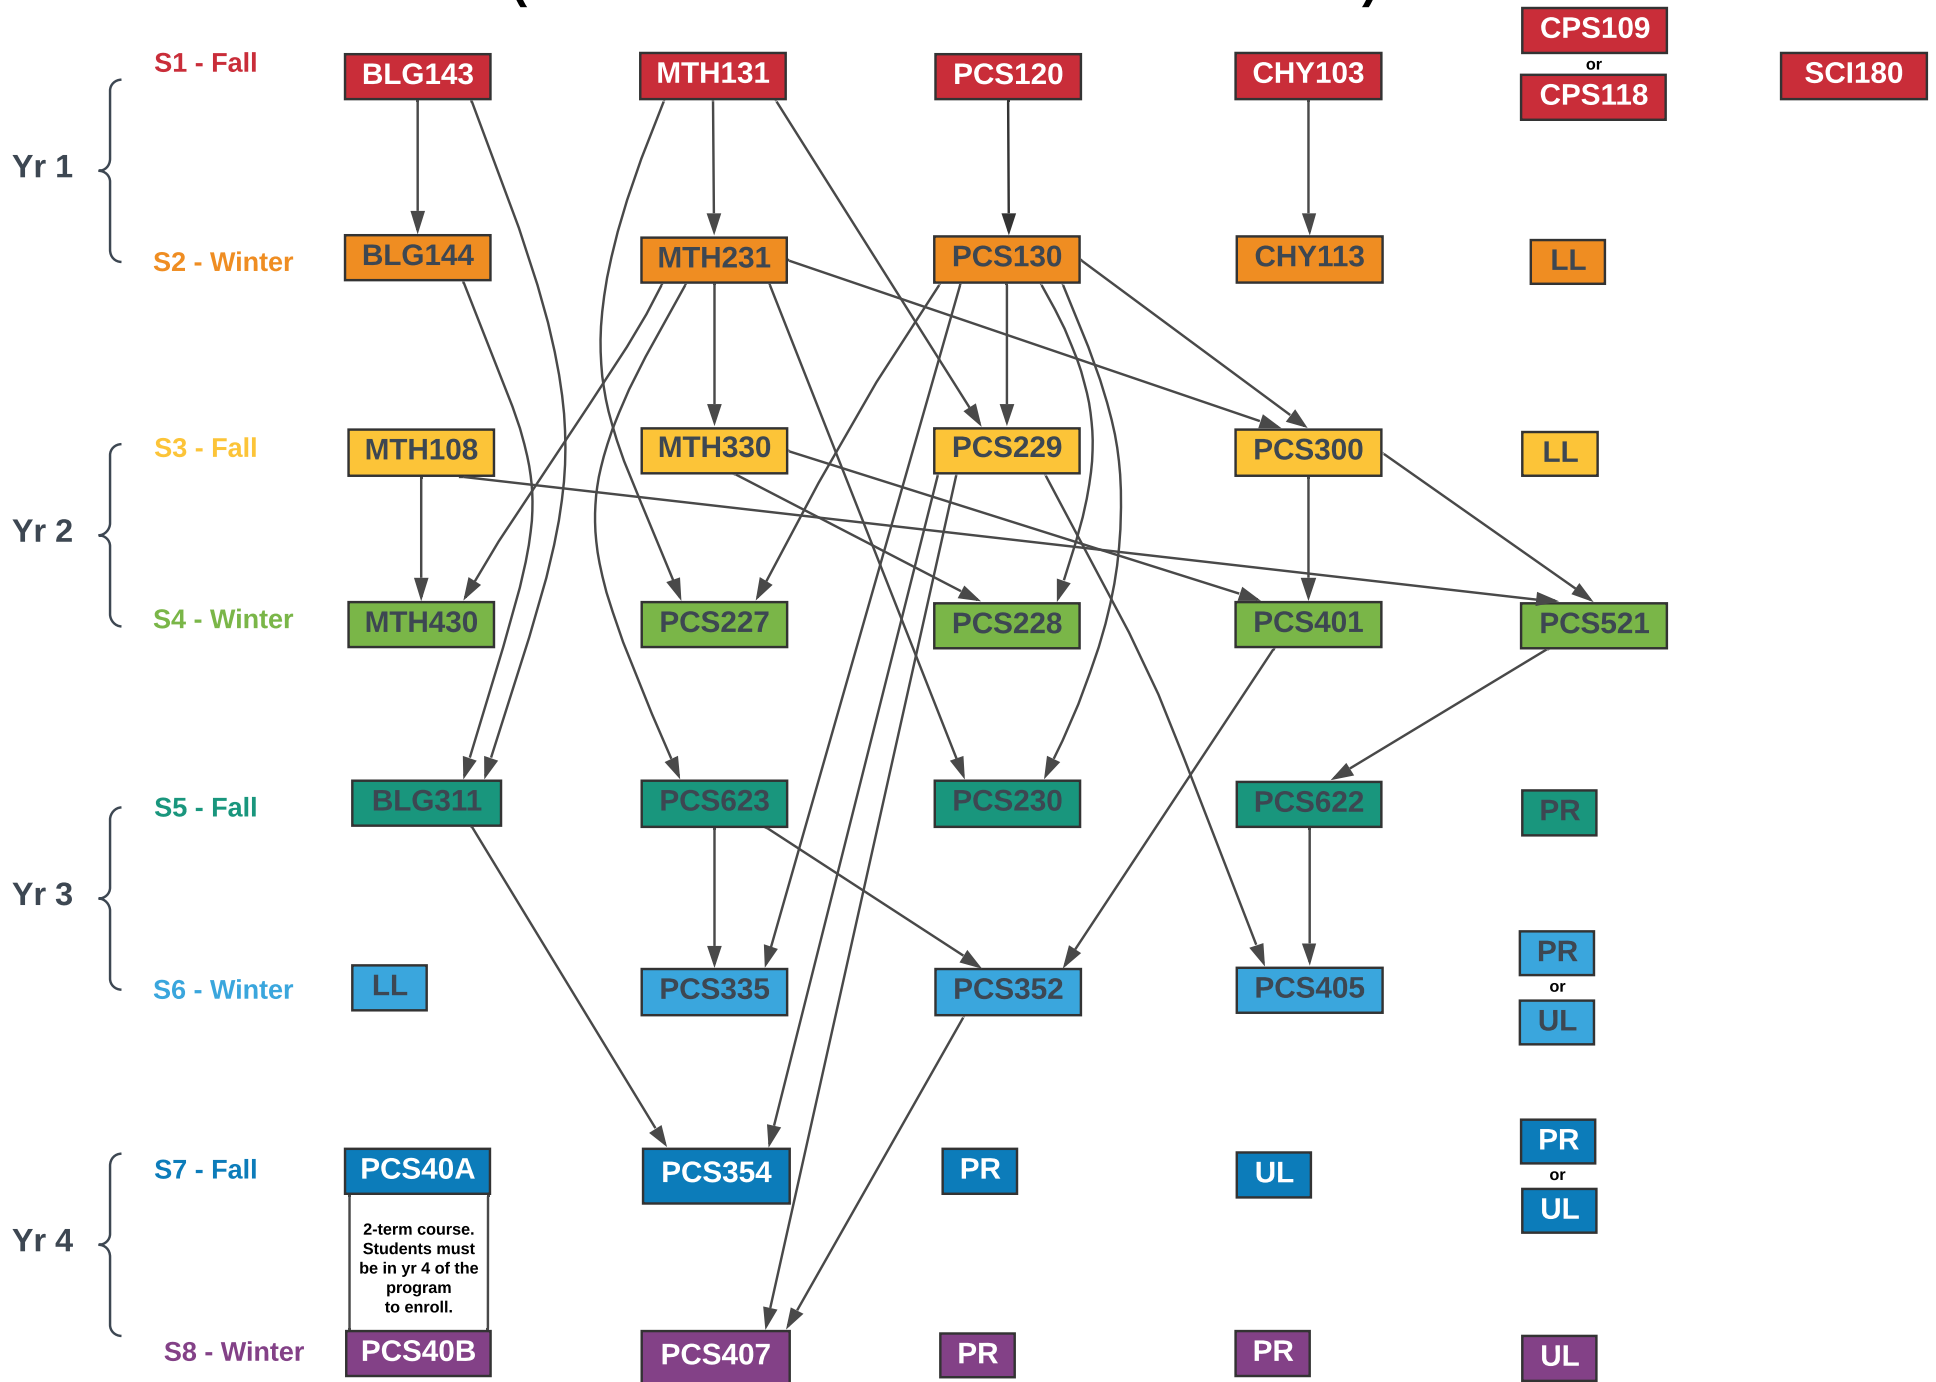 S1 - Fall
BLG143
MTH131
PCS120
CHY103
CPS109
or
CPS118
SCI180
Yr 1
S2 - Winter
BLG144
MTH231
PCS130
CHY113
LL
S3 - Fall
MTH108
MTH330
PCS229
PCS300
LL
Yr 2
S4 - Winter
MTH430
PCS227
PCS228
PCS401
PCS521
S5 - Fall
BLG311
PCS623
PCS230
PCS622
PR
Yr 3
S6 - Winter
LL
PCS335
PCS352
PCS405
PR
or
UL
S7 - Fall
PCS40A
PCS354
PR
UL
PR
or
UL
Yr 4
2-term course.
Students must
be in yr 4 of the
program
to enroll.
S8 - Winter
PCS40B
PCS407
PR
PR
UL